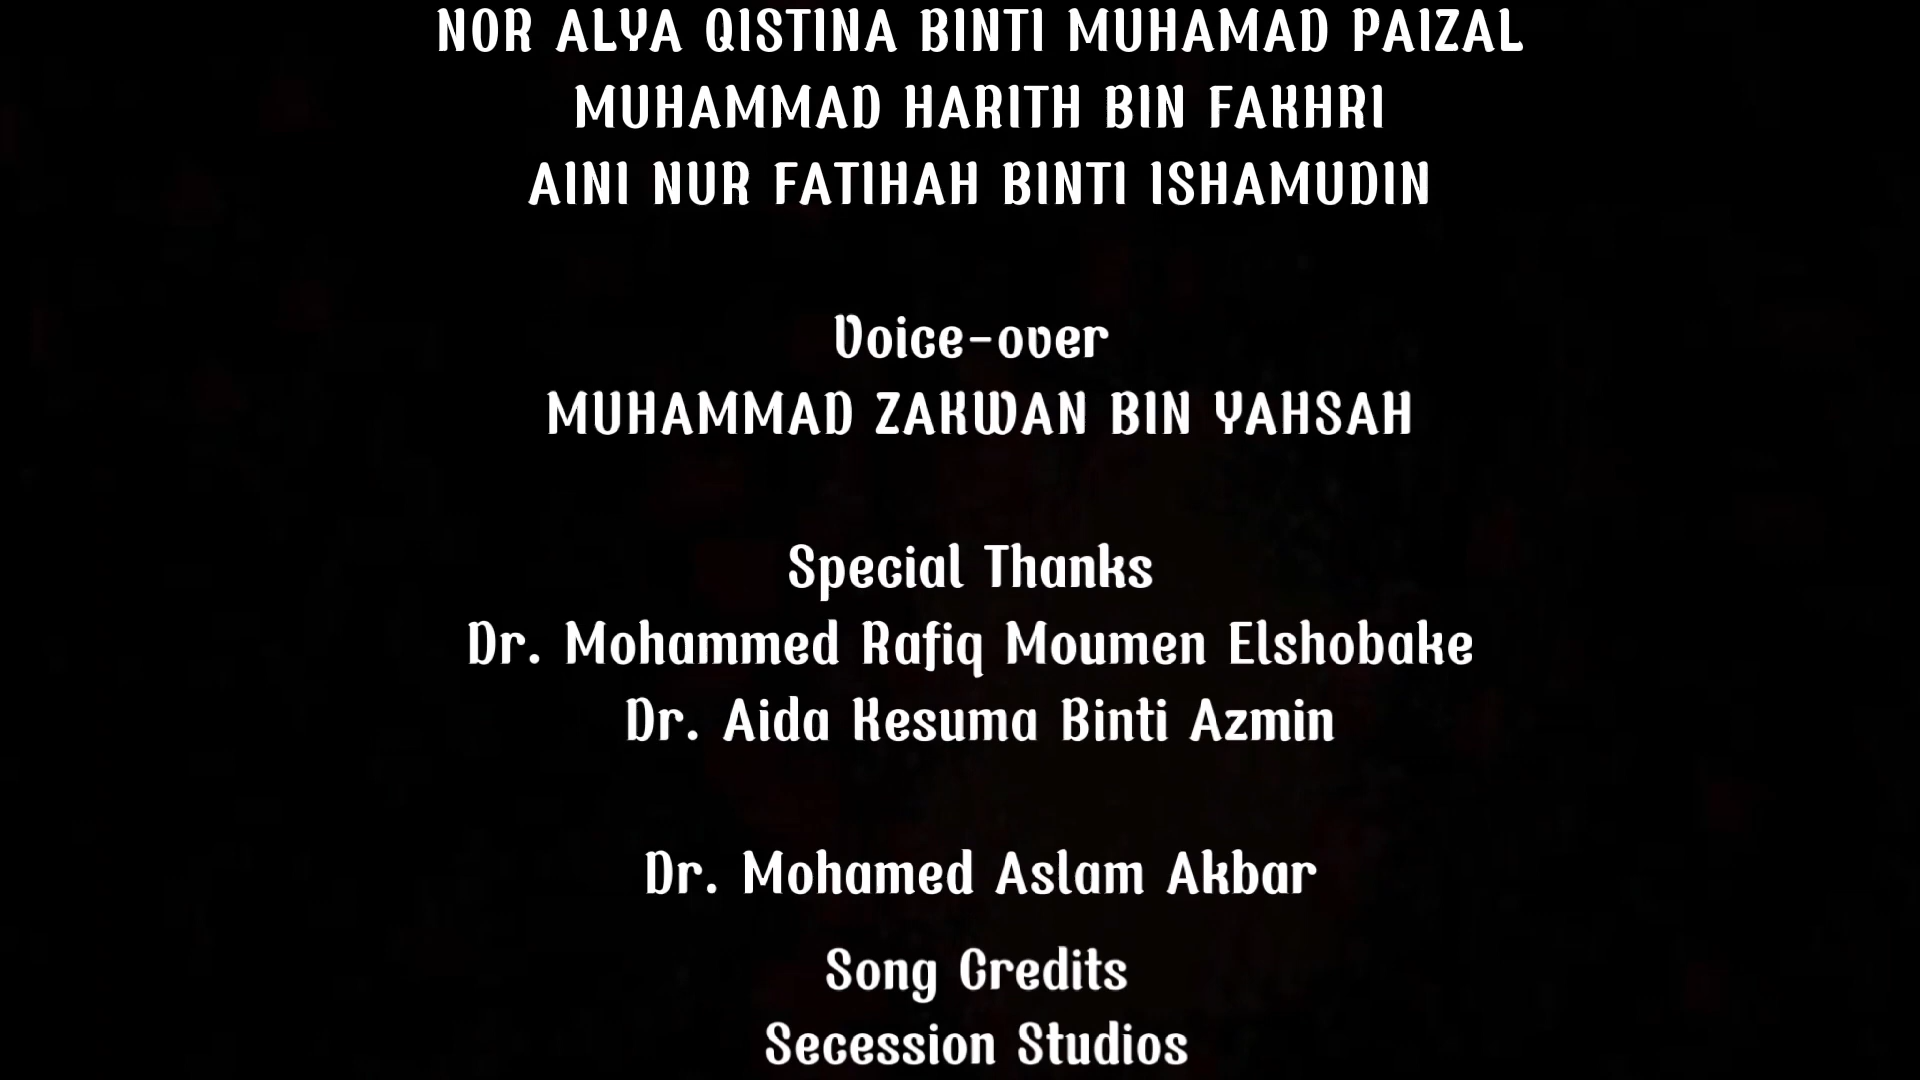 NOR ALYA QISTINA BINTI MUHAMAD PAIZAL
MUHAMMAD HARITH BIN FAKHRI
AINI NUR FATIHAH BINTI ISHAMUDIN
Voice-over
MUHAMMAD ZAKWAN BIN YAHSAH
Special Thanks
Dr. Mohammed Rafiq Moumen Elshobake
Dr. Aida Kesuma Binti Azmin
Dr. Mohamed Aslam Akbar
Song Credits
Secession Studios